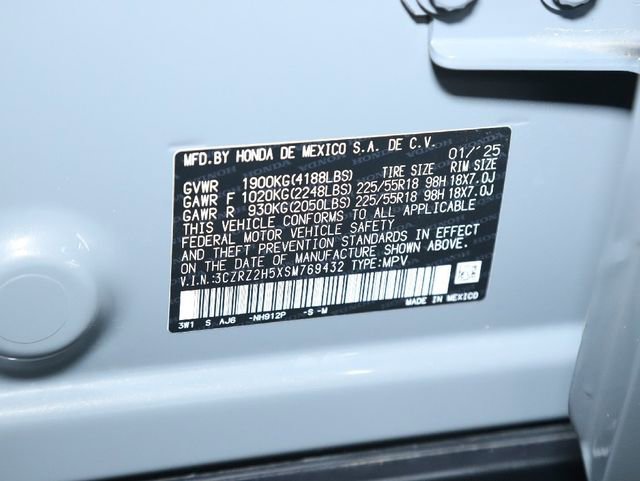 MFD.BY HONDA DE MEXICO S.A. DE C.V. 01/'25
TIRE SIZE RIM SIZE
GVWR 1900KG(4188LBS)
GAWR F 1020KG(2248LBS) 225/55R18 98H 18X7.0J
GAWR R 930KG(2050LBS) 225/55R18 98H 18X7.0J
THIS VEHICLE CONFORMS TO ALL APPLICABLE
FEDERAL MOTOR VEHICLE SAFETY
AND THEFT PREVENTION STANDARDS IN EFFECT
ON THE DATE OF MANUFACTURE SHOWN ABOVE.
V.I.N.:3CZRZ2H5XSM769432 TYPE:MPV
3W1 S AJ6 -NH912P -S -M MADE IN MEXICO